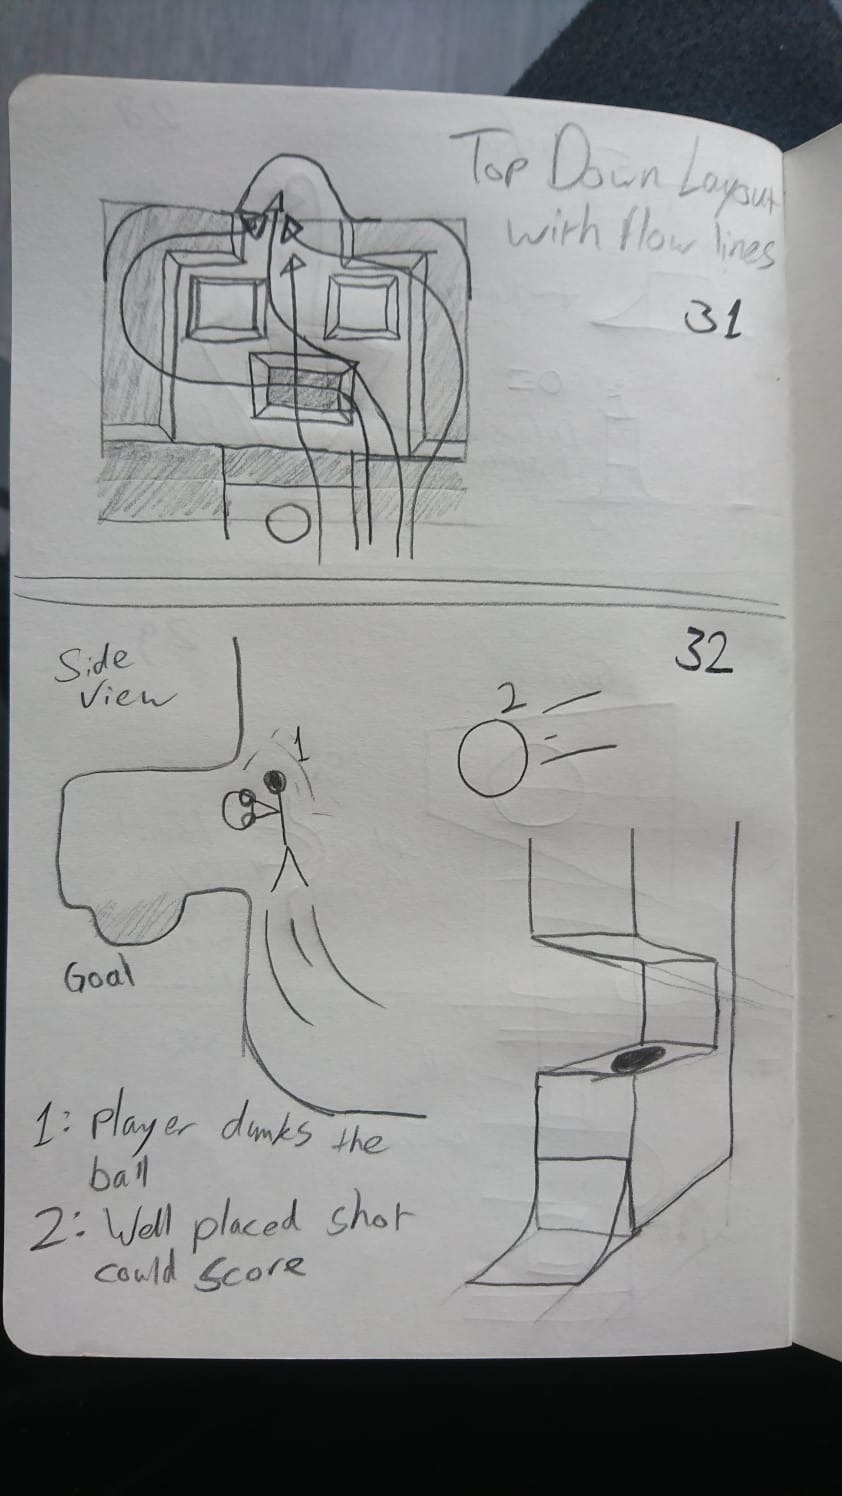 Top Down Layout
with flow lines
31
32
Side
View
1
2
Goal
1: Player dunks the
ball
2: Well placed shot
could score